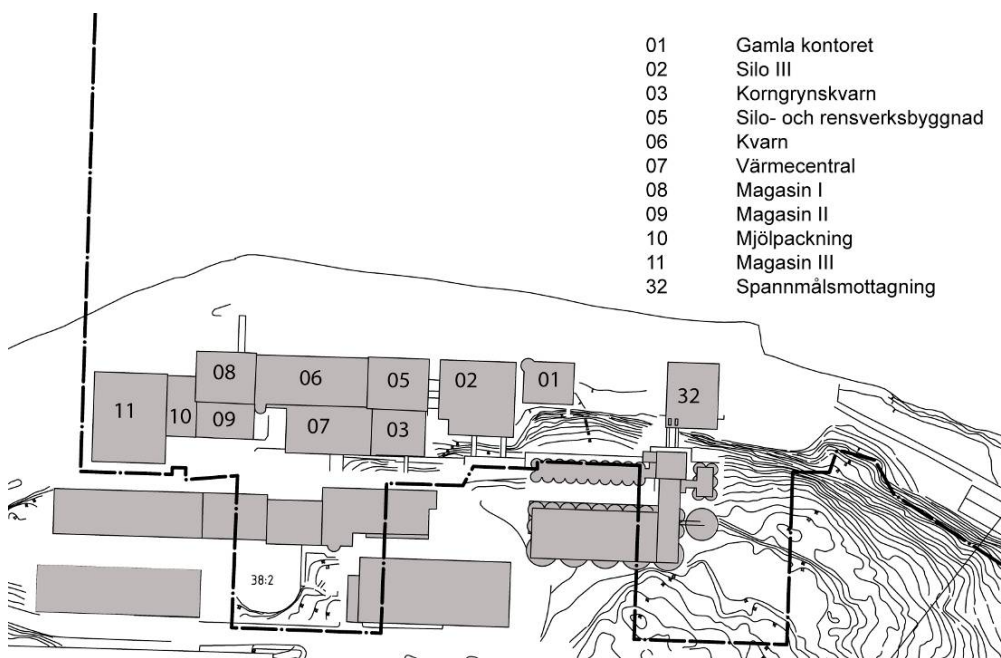 01 Gamla kontoret
02 Silo III
03 Korngrynskvarn
05 Silo- och rensverksbyggnad
06 Kvarn
07 Värmecentral
08 Magasin I
09 Magasin II
10 Mjölpackning
11 Magasin III
32 Spannmålsmottagning
08
06
05
02
01
32
11
10
09
07
03
38:2